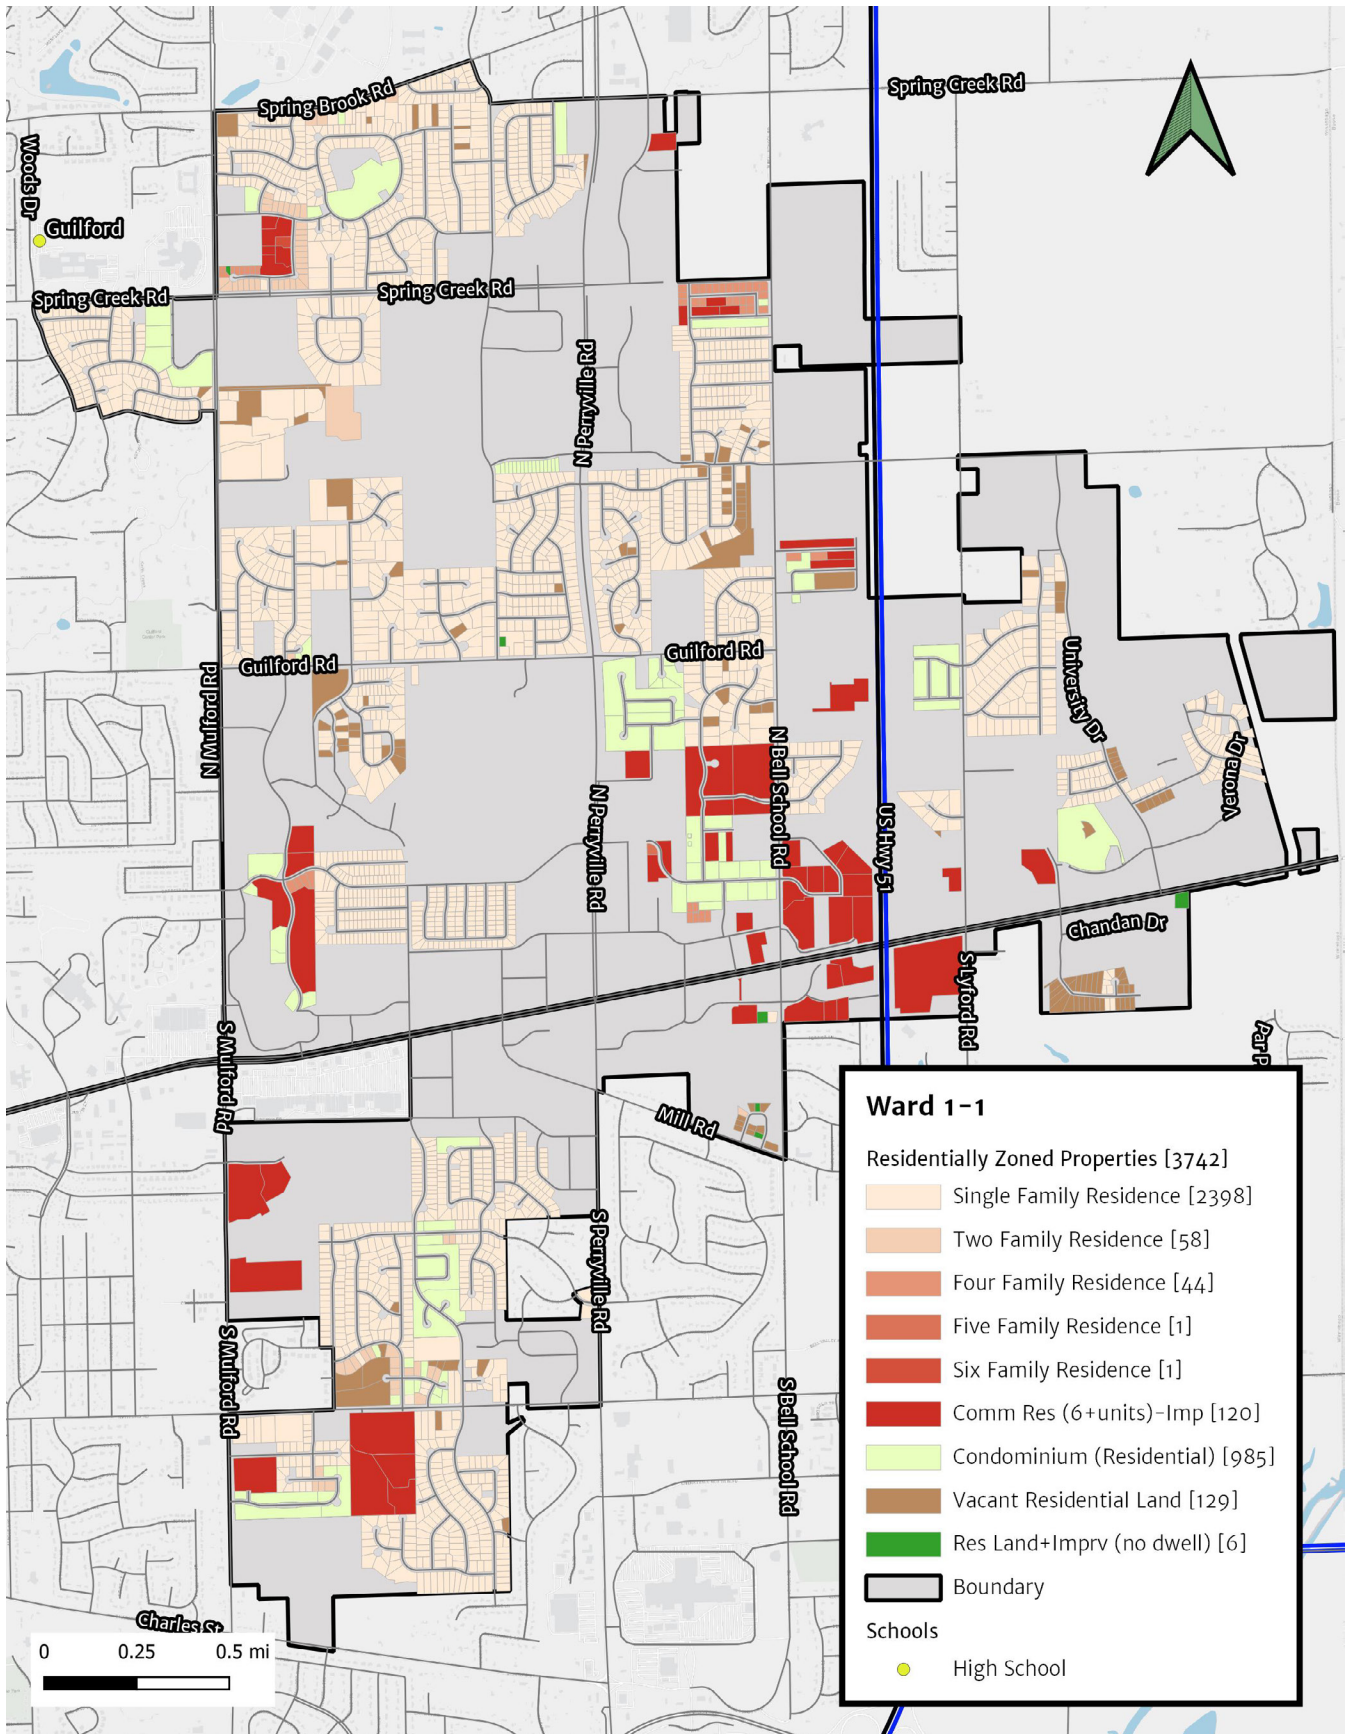 Spring Brook Rd
Spring Creek Rd
Woods Dr
Guilford
Spring Creek Rd
Spring Creek Rd
N Perryville Rd
Guilford Rd
Guilford Rd
N Mulford Rd
University Dr
N Bell School Rd
Verona Dr
N Perryville Rd
US Hwy 51
Chandan Dr
S Lyford Rd
S Mulford Rd
Mill Rd
S Perryville Rd
S Mulford Rd
S Bell School Rd
Charles St
0 0.25 0.5 mi
Ward 1-1
Residentially Zoned Properties [3742]
Single Family Residence [2398]
Two Family Residence [58]
Four Family Residence [44]
Five Family Residence [1]
Six Family Residence [1]
Comm Res (6+units)-Imp [120]
Condominium (Residential) [985]
Vacant Residential Land [129]
Res Land+Imprv (no dwell) [6]
Boundary
Schools
High School